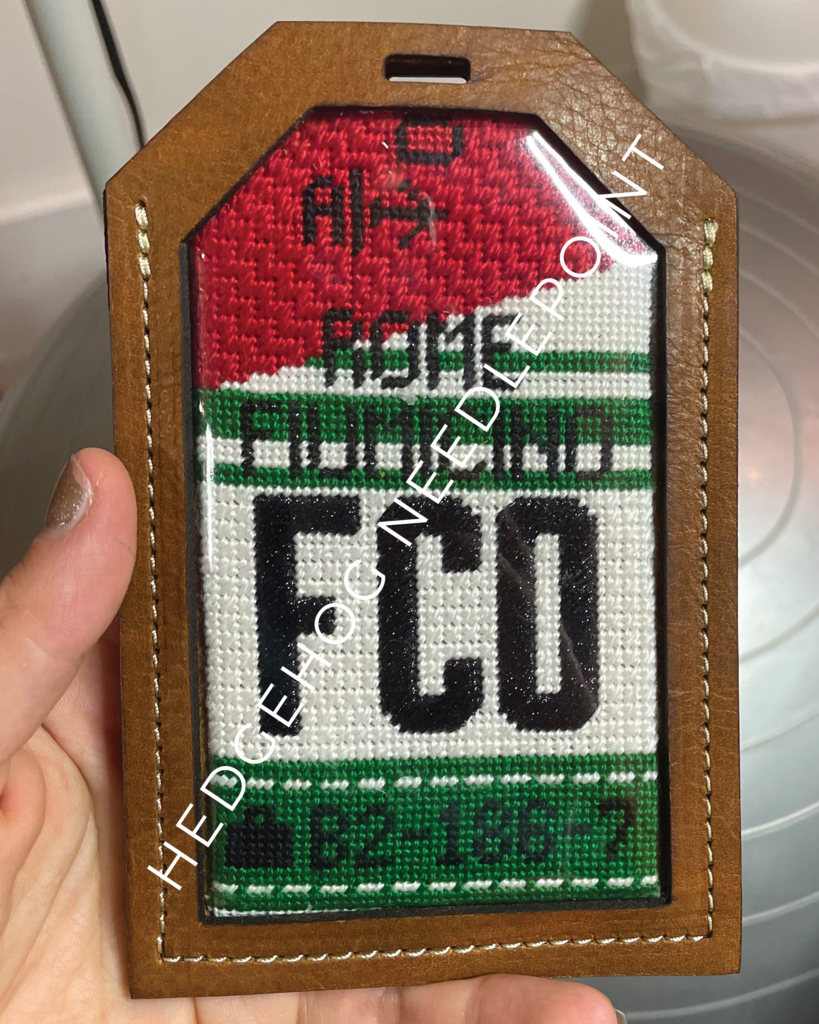 AI
ROME
FIUMICINO
FCO
B2-186-7
HEDGEHOG NEEDLEPOINT